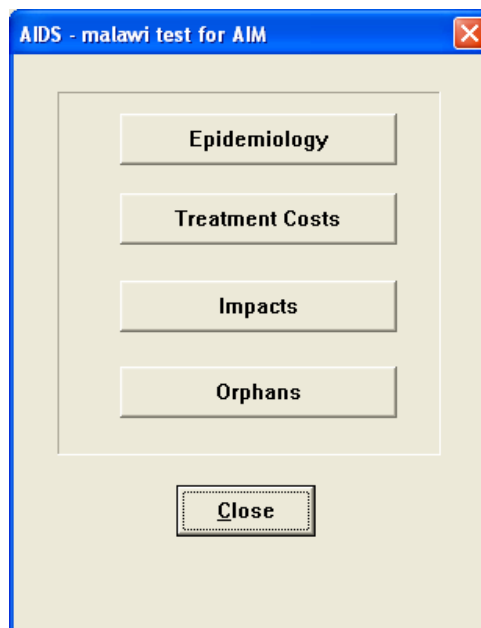 AIDS - malawi test for AIM
Epidemiology
Treatment Costs
Impacts
Orphans
Close